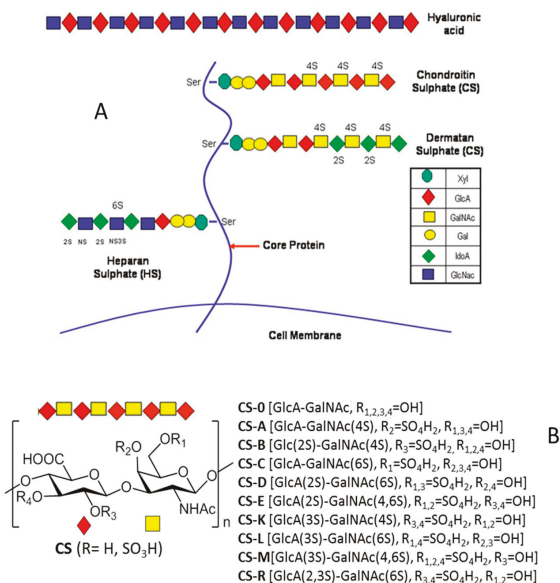 Hyaluronic
acid
Ser
4S 4S 4S
Chondroitin
Sulphate (CS)
A
Ser
4S 4S 4S
2S 2S
Dermatan
Sulphate (CS)
Xyl
GlcA
GalNAc
Gal
IdoA
GlcNac
6S
2S NS 2S NS3S
Ser
Heparan
Sulphate (HS)
Core Protein
Cell Membrane
B
CS-0 [GlcA-GalNAc, R1,2,3,4=OH]
CS-A [GlcA-GalNAc(4S), R2=SO4H2, R1,3,4=OH]
CS-B [Glc(2S)-GalNAc(4S), R3=SO4H2, R1,2,4=OH]
CS-C [GlcA-GalNAc(6S), R1=SO4H2, R2,3,4=OH]
CS-D [GlcA(2S)-GalNAc(6S), R1,3=SO4H2, R2,4=OH]
CS-E [GlcA(2S)-GalNAc(4,6S), R1,2=SO4H2, R3,4=OH]
CS-K [GlcA(3S)-GalNAc(4S), R3,4=SO4H2, R1,2=OH]
CS-L [GlcA(3S)-GalNAc(6S), R1,4=SO4H2, R2,3=OH]
CS-M[GlcA(3S)-GalNAc(4,6S), R1,2,4=SO4H2, R3=OH]
CS-R [GlcA(2,3S)-GalNAc(6S), R3,4=SO4H2, R1,2=OH]
OR1
R2O
HOOC
O
O
O
O
O
R4O
OR3
NHAc
n
CS (R= H, SO3H)